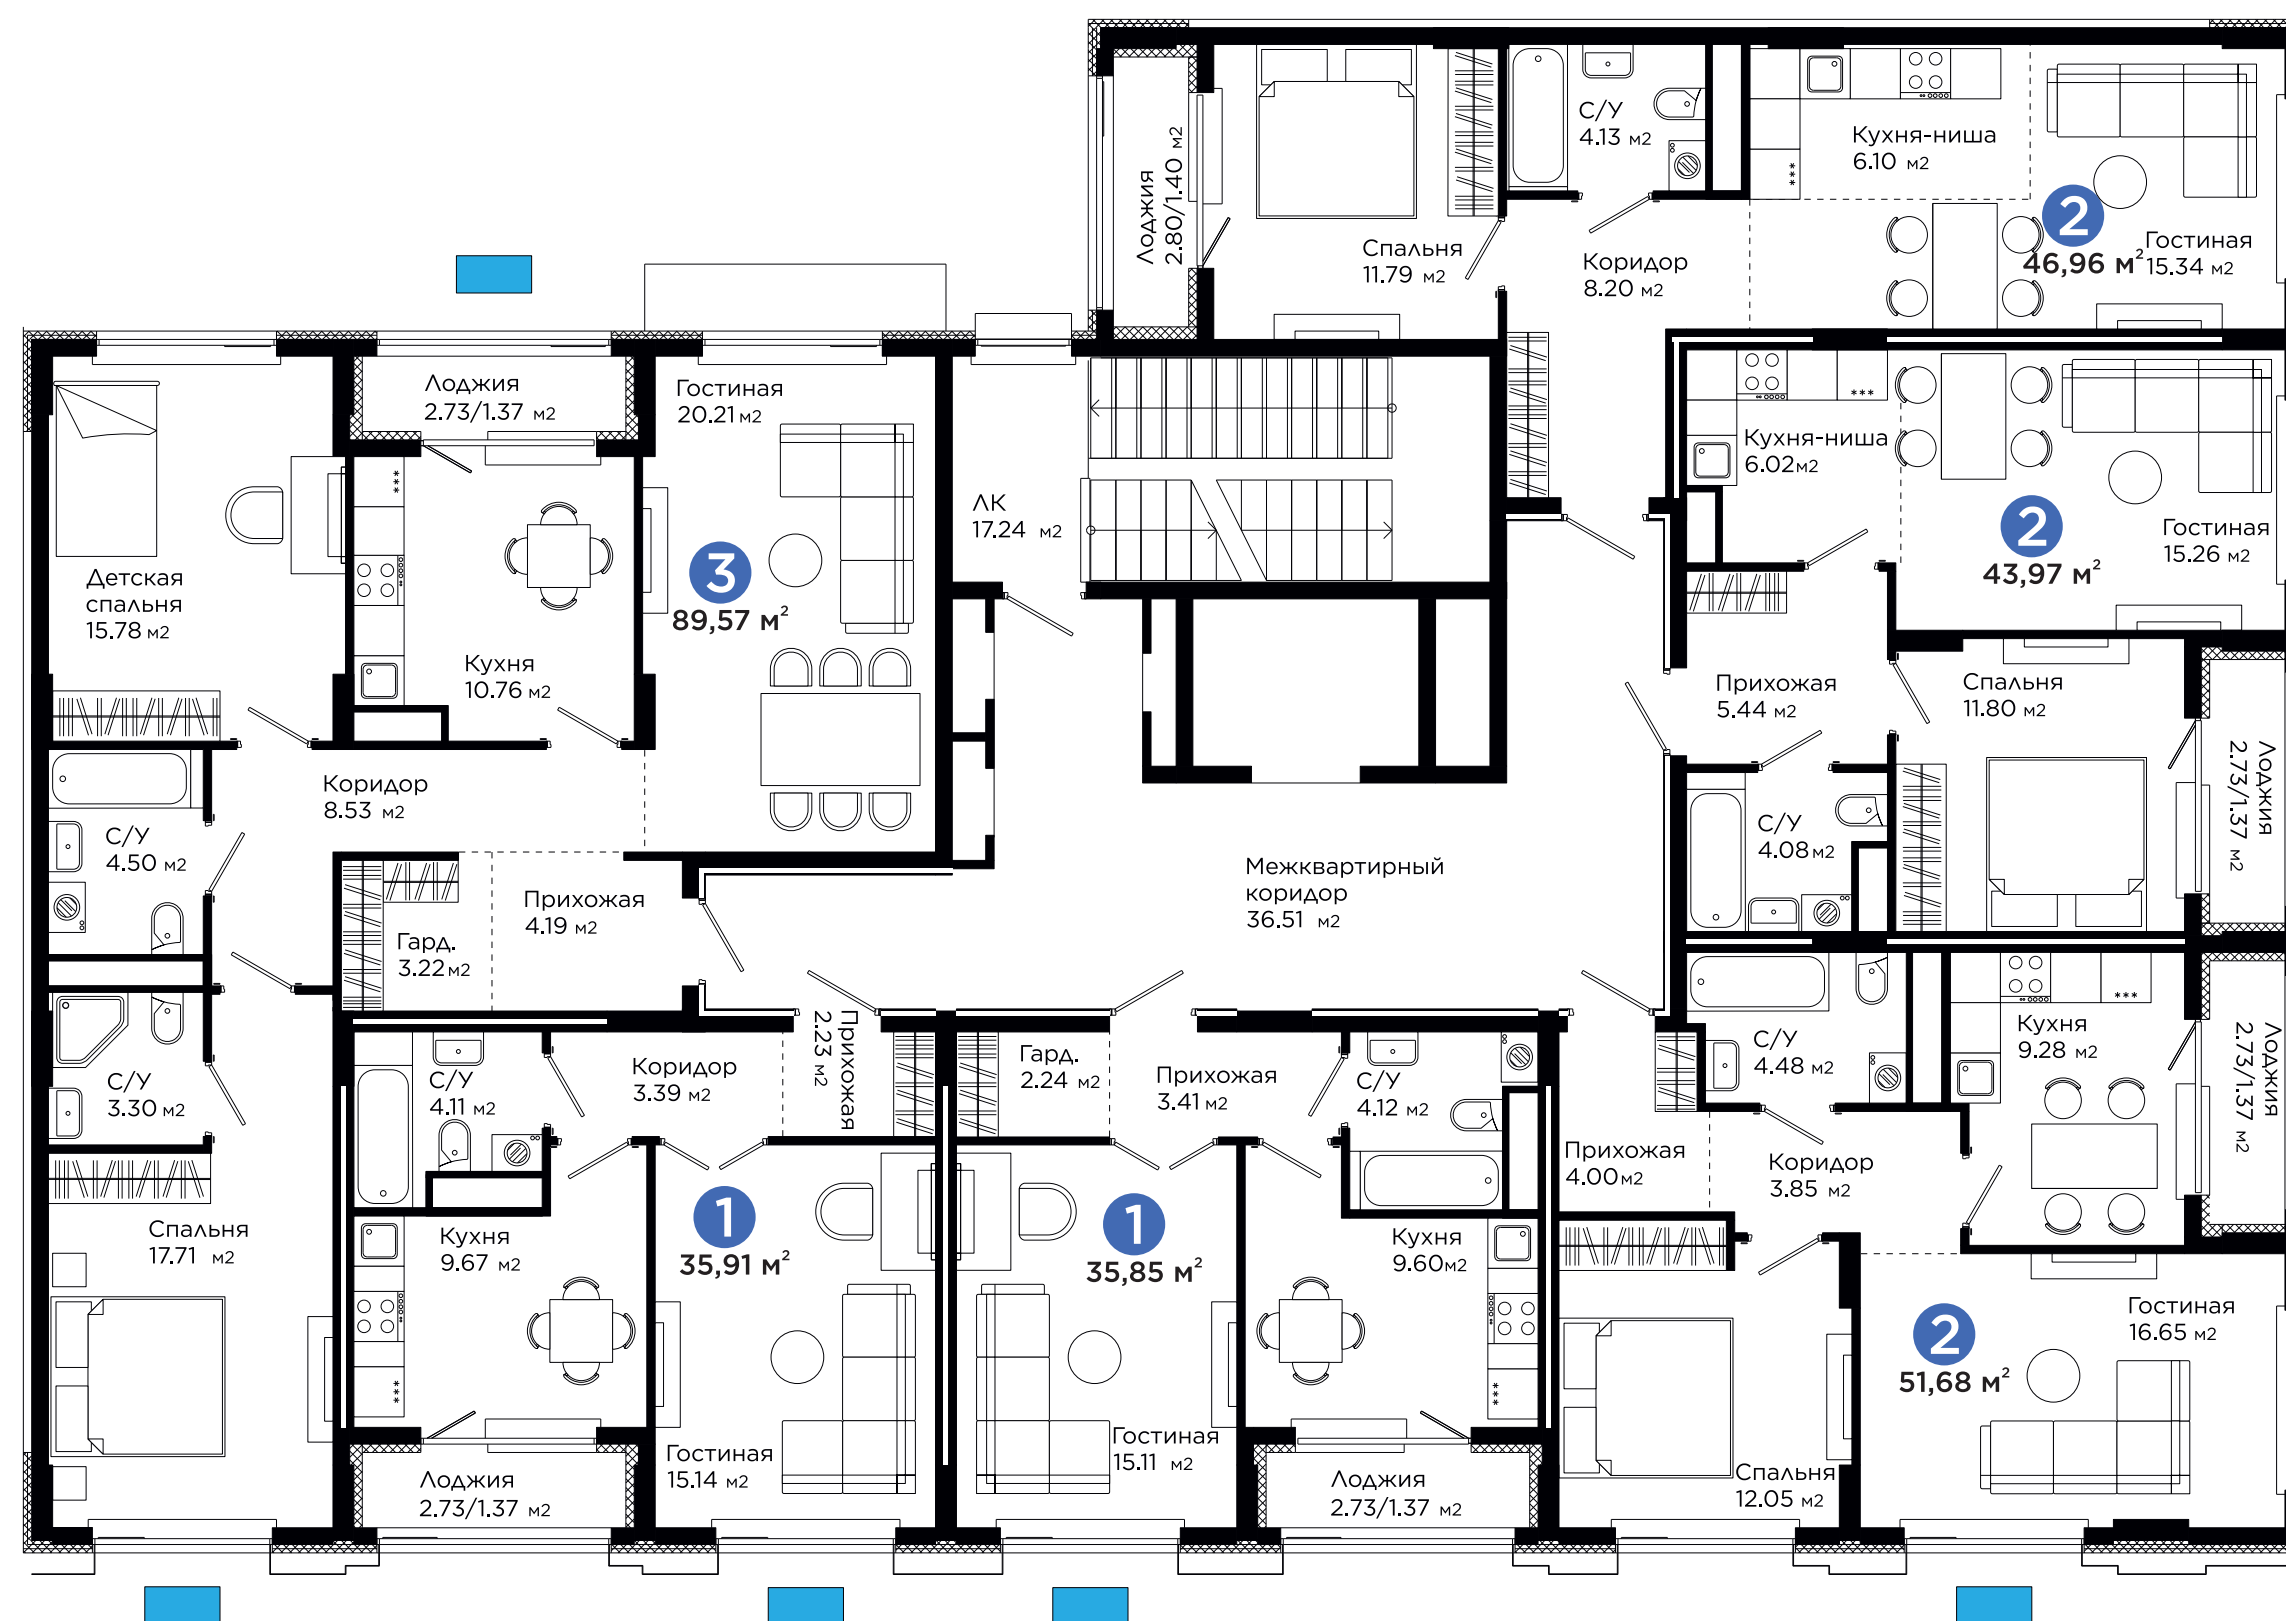 Лоджия
2.80/1.40 м2
Спальня
11.79 м2
С/У
4.13 м2
Коридор
8.20 м2
Кухня-ниша
6.10 м2
2
46,96 м²
Гостиная
15.34 м2
Детская
спальня
15.78 м2
Лоджия
2.73/1.37 м2
Кухня
10.76 м2
Гостиная
20.21 м2
3
89,57 м²
Коридор
8.53 м2
С/У
4.50 м2
Прихожая
4.19 м2
Гард.
3.22 м2
С/У
3.30 м2
Спальня
17.71 м2
ЛК
17.24 м2
Межквартирный
коридор
36.51 м2
Кухня-ниша
6.02 м2
2
43,97 м²
Гостиная
15.26 м2
Прихожая
5.44 м2
Спальня
11.80 м2
Лоджия
2.73/1.37 м2
С/У
4.08 м2
С/У
4.11 м2
Коридор
3.39 м2
Прихожая
2.23 м2
Кухня
9.67 м2
1
35,91 м²
Гостиная
15.14 м2
Лоджия
2.73/1.37 м2
Гард.
2.24 м2
Прихожая
3.41 м2
С/У
4.12 м2
1
35,85 м²
Кухня
9.60 м2
Гостиная
15.11 м2
Лоджия
2.73/1.37 м2
С/У
4.48 м2
Кухня
9.28 м2
Лоджия
2.73/1.37 м2
Прихожая
4.00 м2
Коридор
3.85 м2
2
51,68 м²
Гостиная
16.65 м2
Спальня
12.05 м2